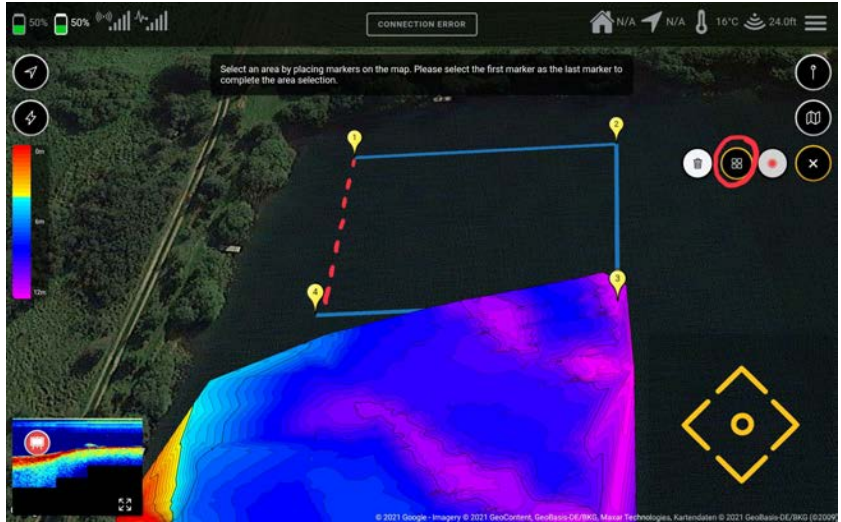 50% 50% CONNECTION ERROR N/A N/A 16°C 24.0ft
Select an area by placing markers on the map. Please select the first marker as the last marker to
complete the area selection.
1
2
0m
6m
3
4
12m
© 2021 Google - Imagery © 2021 GeoContent, GeoBasis-DE/BKG, Maxar Technologies, Kartendaten © 2021 GeoBasis-DE/BKG (©2009)